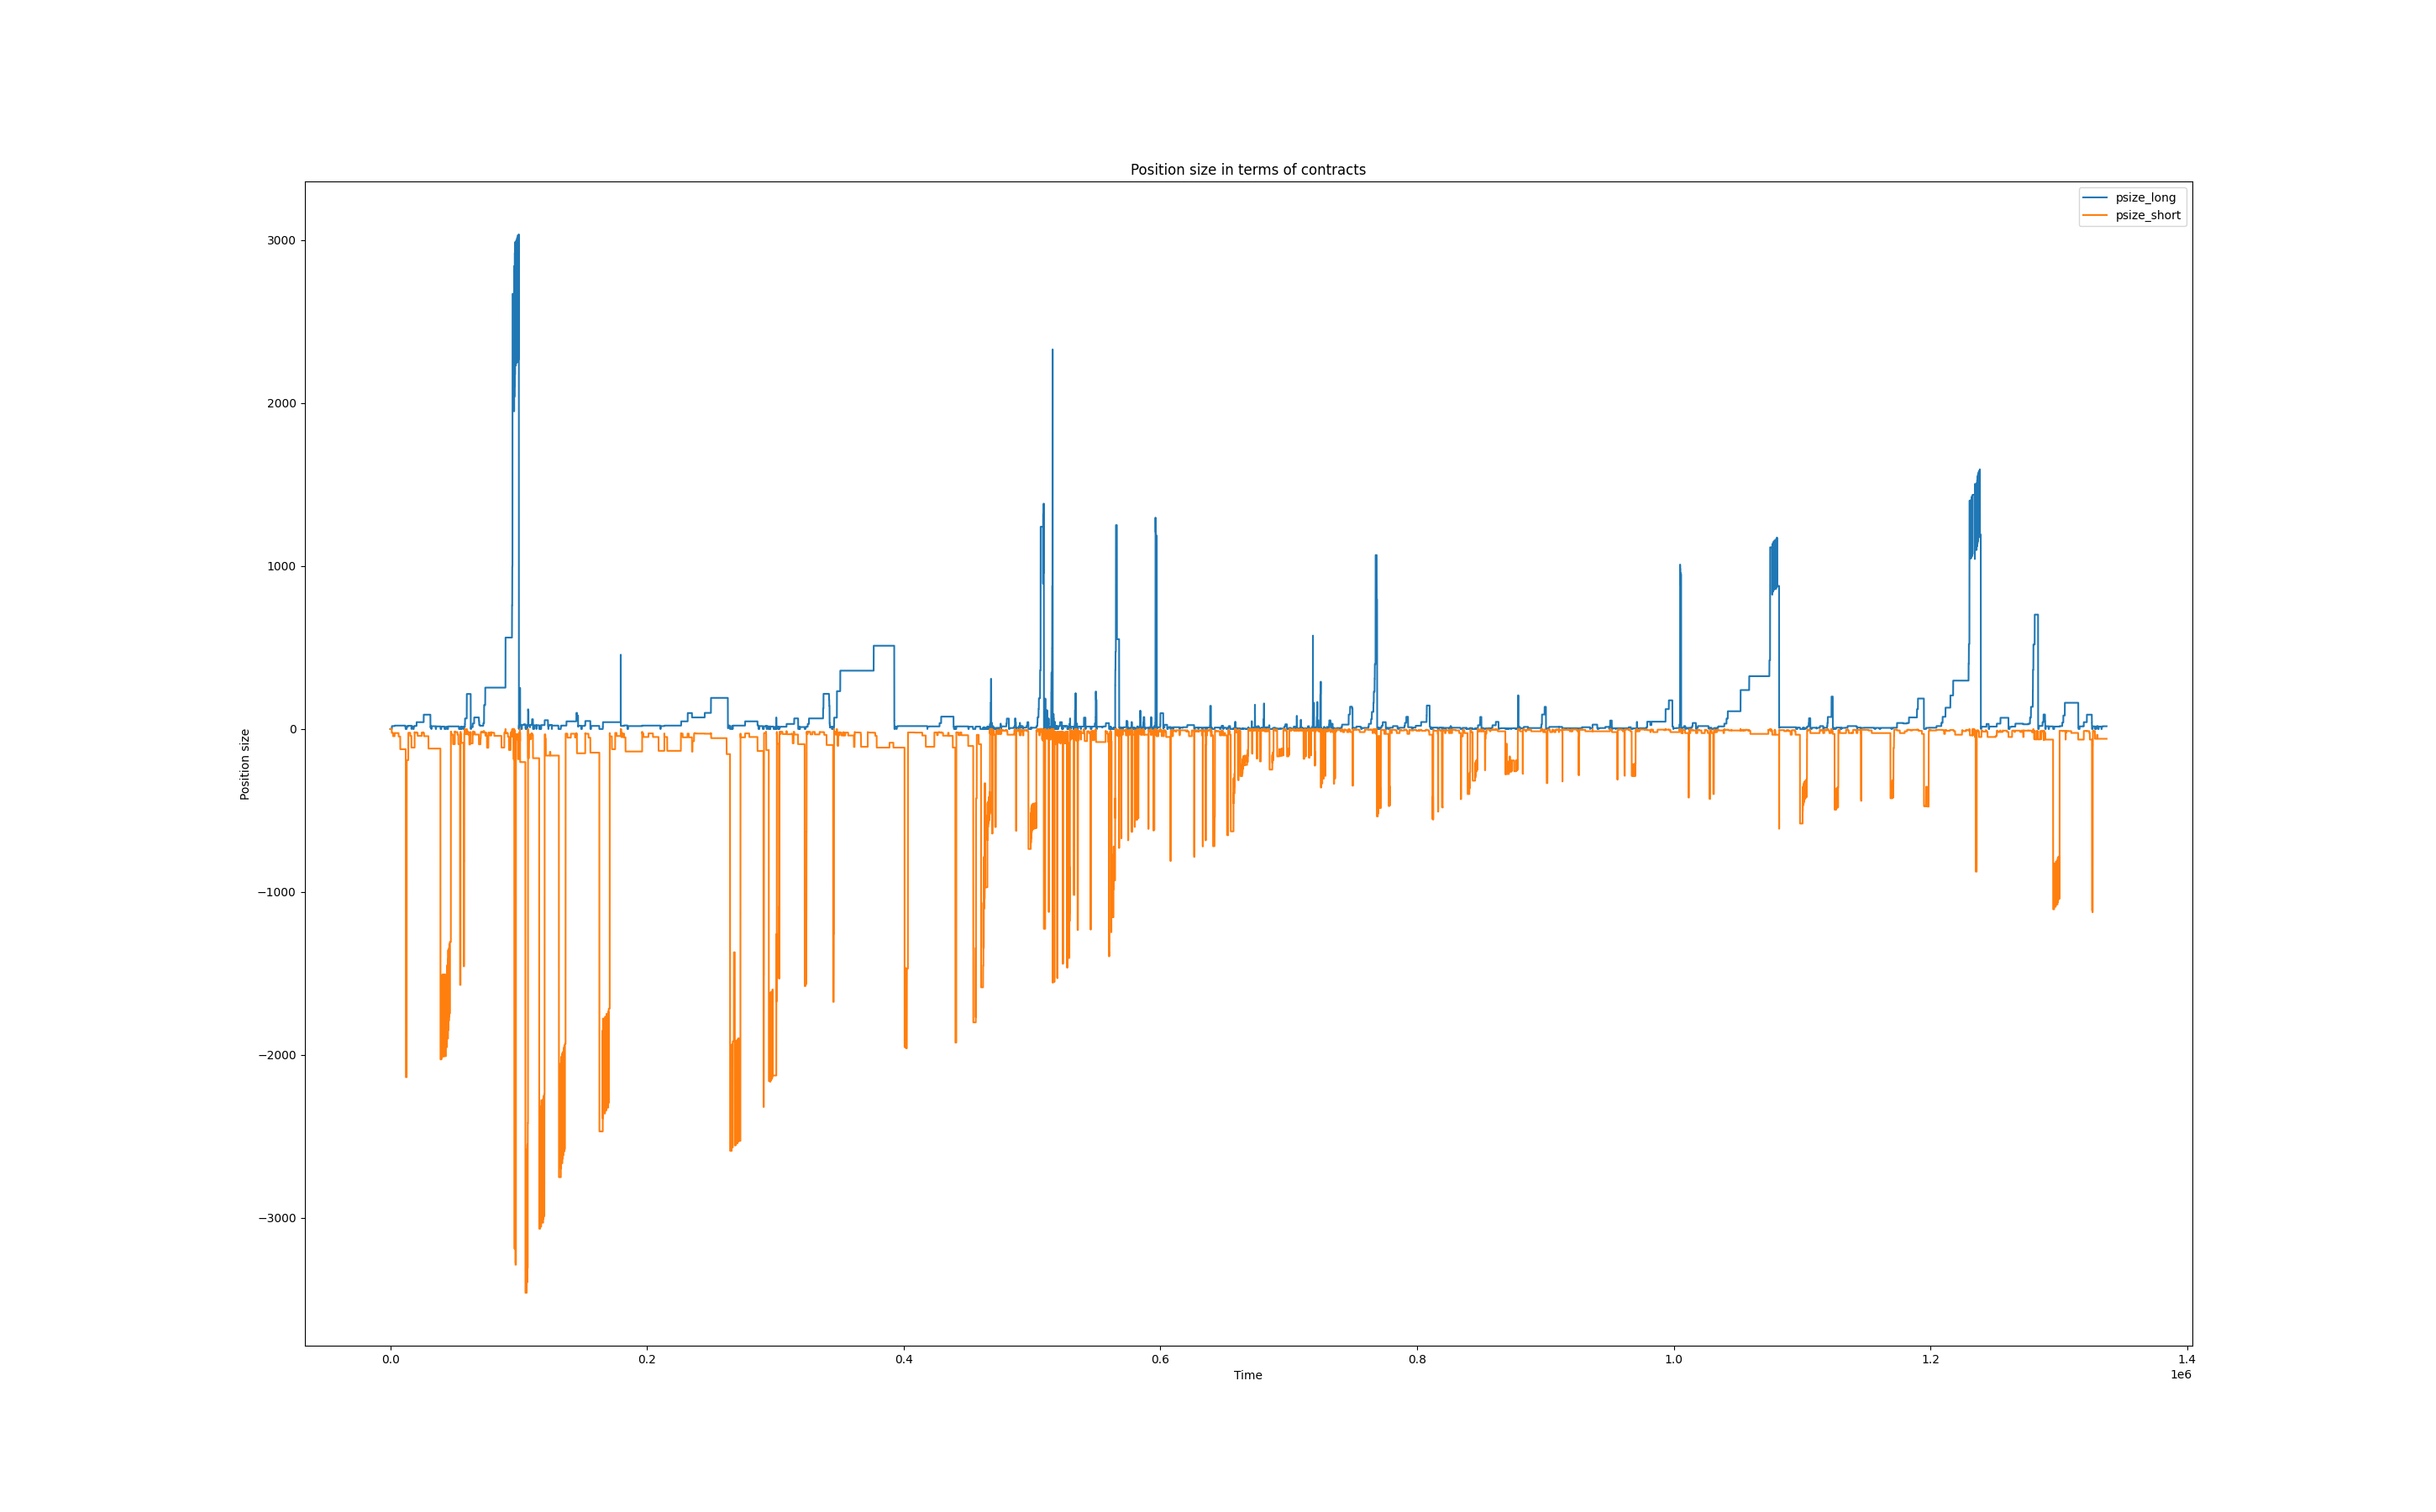 Position size in terms of contracts
psize_long
psize_short
3000
2000
1000
0
−1000
−2000
−3000
Position size
0.0 0.2 0.4 0.6 0.8 1.0 1.2 1.4
Time
1e6